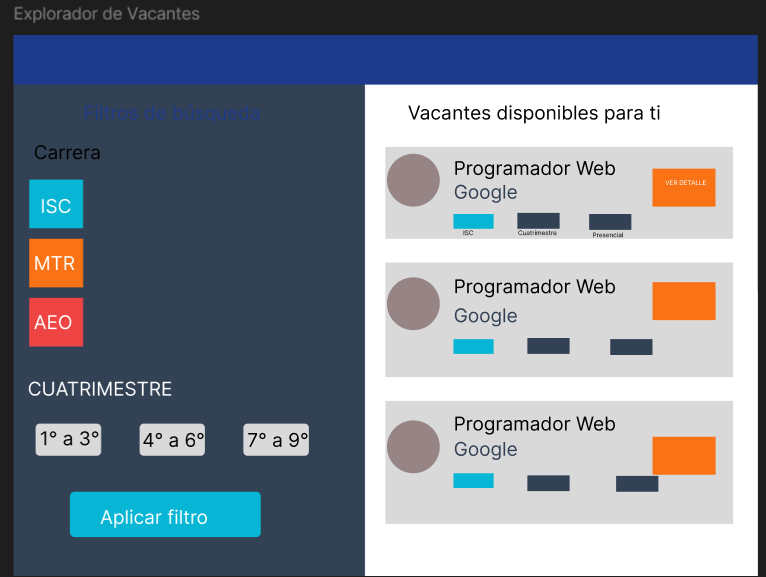 Explorador de Vacantes
Filtros de búsqueda
Carrera
ISC
MTR
AEO
CUATRIMESTRE
1° a 3°
4° a 6°
7° a 9°
Aplicar filtro
Vacantes disponibles para ti
Programador Web
Google
VER DETALLE
ISC
Cuatrimestre
Presencial
Programador Web
Google
Programador Web
Google